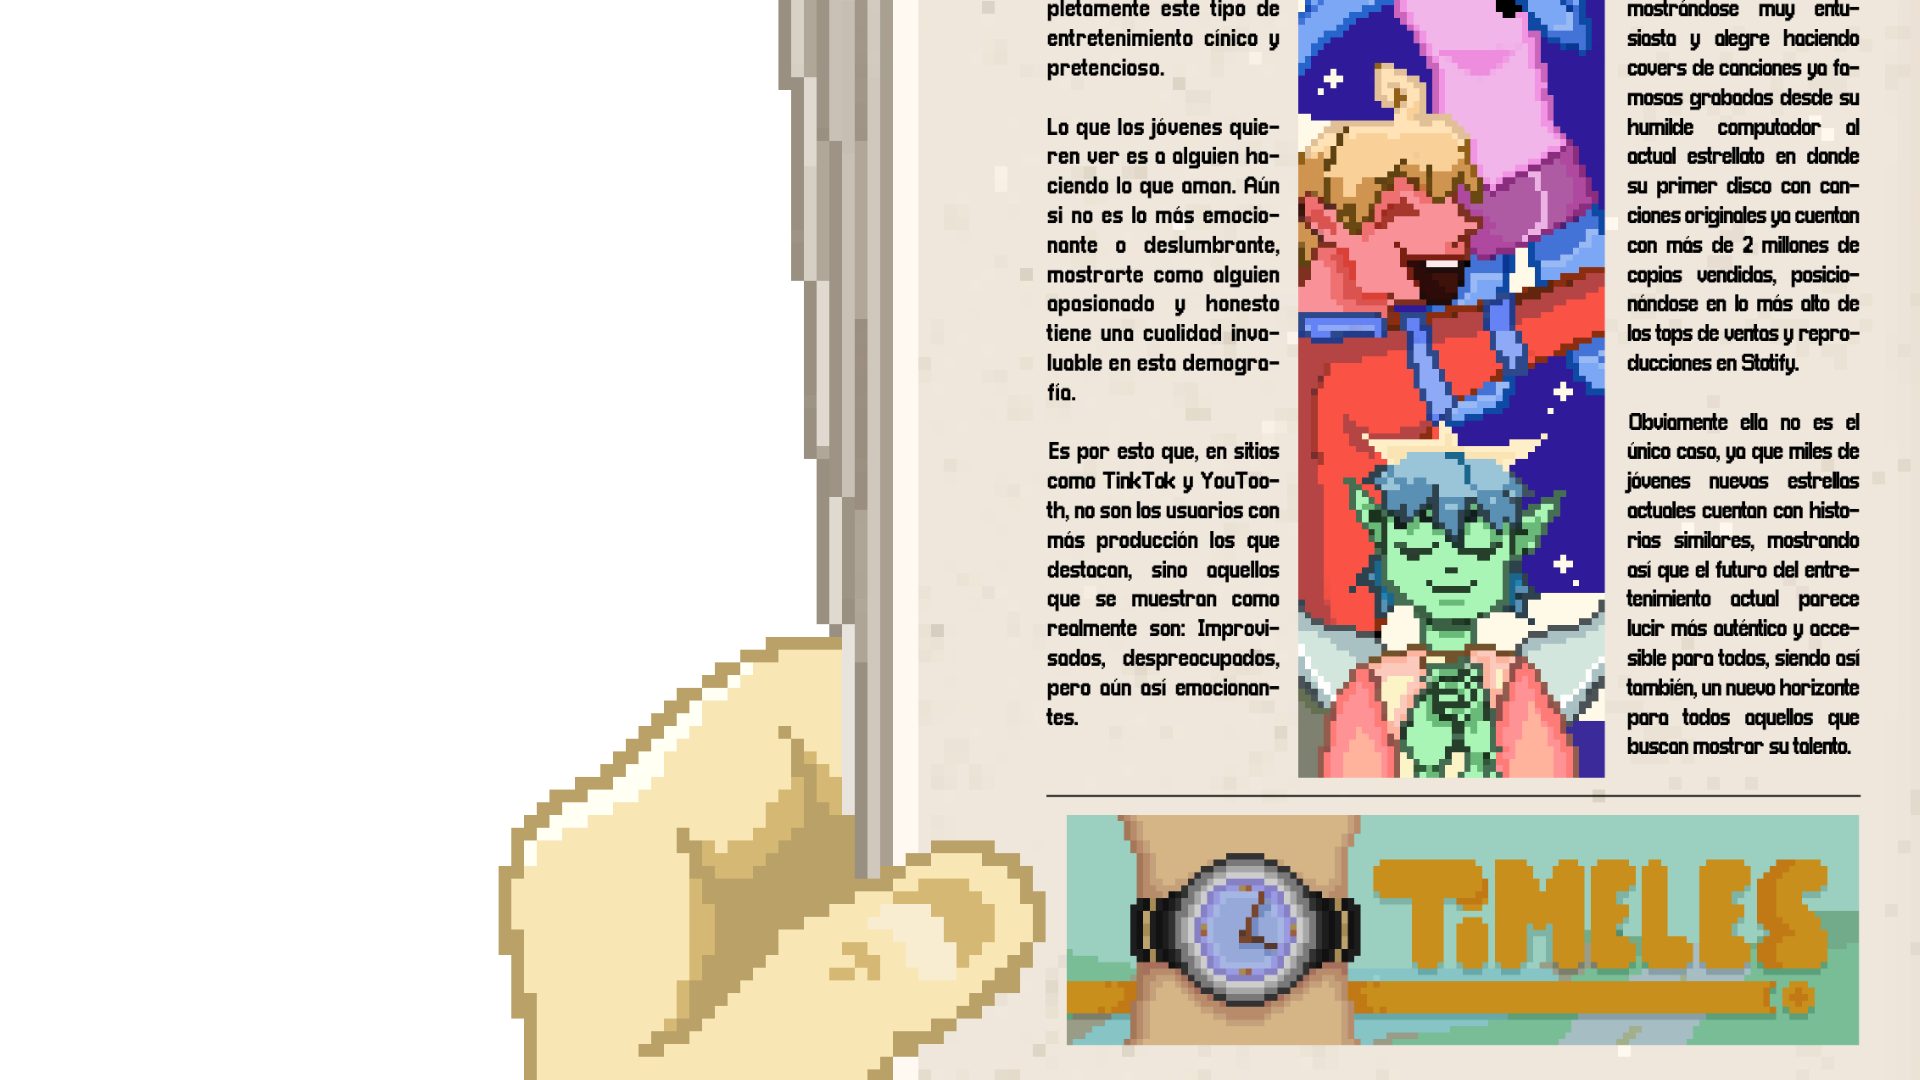 pletamente este tipo de
entretenimiento cínico y
pretencioso.
Lo que los jóvenes quie-
ren ver es a alguien ha-
ciendo lo que aman. Aún
si no es lo más emocio-
nante o deslumbrante,
mostrarte como alguien
apasionado y honesto
tiene una cualidad inva-
luable en esta demogra-
fía.
Es por esto que, en sitios
como TinkTok y YouToo-
th, no son los usuarios con
más producción los que
destacan, sino aquellos
que se muestran como
realmente son: Improvi-
sados, despreocupados,
pero aún así emocionan-
tes.
mostrándose muy entu-
siasta y alegre haciendo
covers de canciones ya fa-
mosas grabadas desde su
humilde computador al
actual estrellato en donde
su primer disco con can-
ciones originales ya cuentan
con más de 2 millones de
copias vendidas, posicio-
nándose en lo más alto de
los tops de ventas y repro-
ducciones en Statify.
Obviamente ella no es el
único caso, ya que miles de
jóvenes nuevas estrellas
actuales cuentan con histo-
rias similares, mostrando
así que el futuro del entre-
tenimiento actual parece
lucir más auténtico y acce-
sible para todos, siendo así
también, un nuevo horizonte
para todos aquellos que
buscan mostrar su talento.
TiMELES